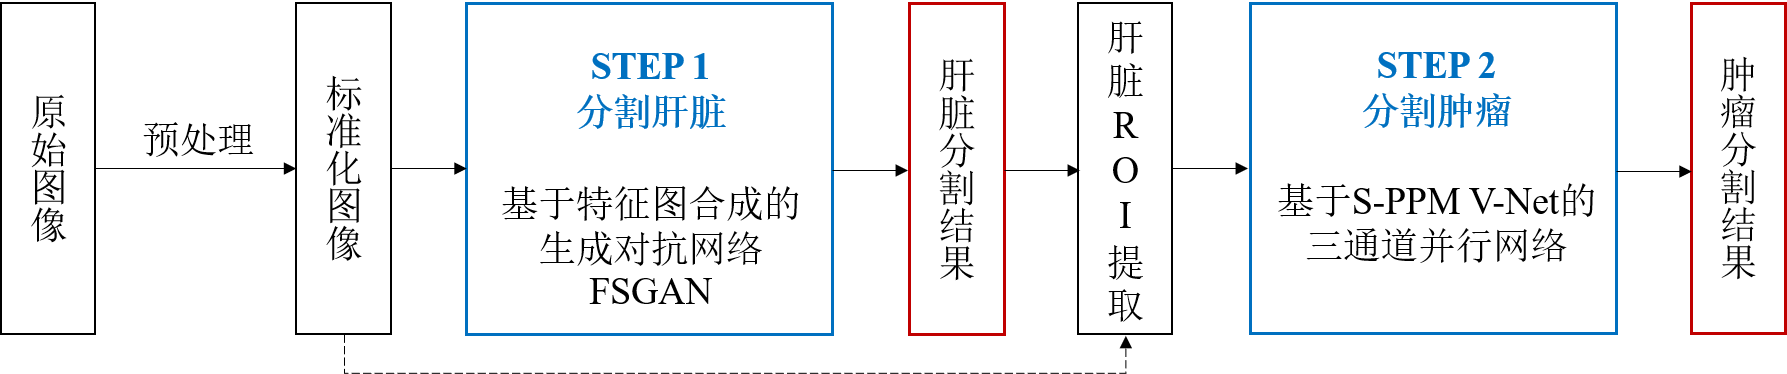 原始图像
预处理
标准化图像
STEP 1
分割肝脏
基于特征图合成的
生成对抗网络
FSGAN
肝脏分割结果
肝脏ROI提取
STEP 2
分割肿瘤
基于S-PPM V-Net的
三通道并行网络
肿瘤分割结果